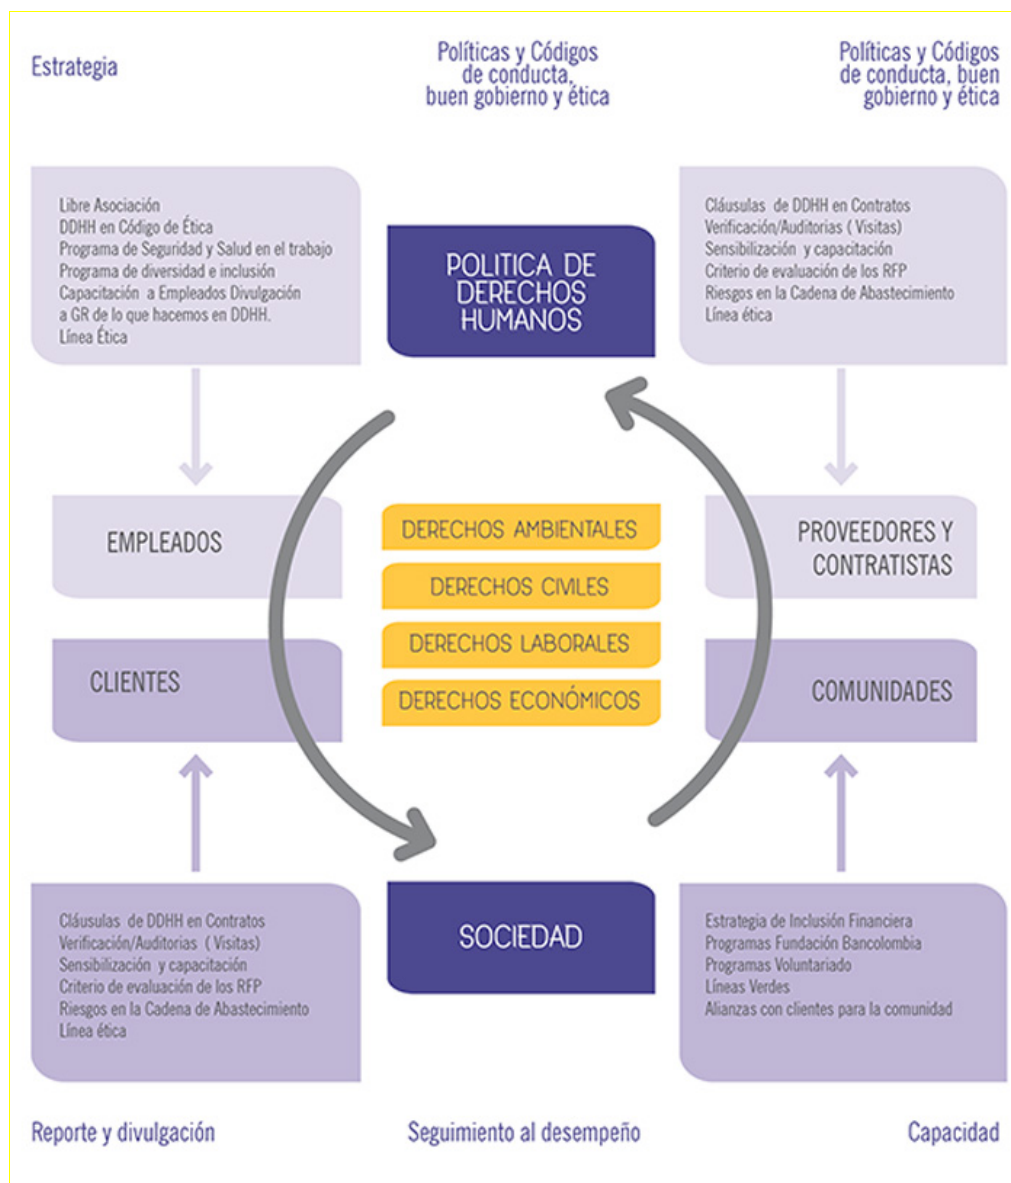 Estrategia
Políticas y Códigos
de conducta,
buen gobierno y ética
Políticas y Códigos
de conducta, buen
gobierno y ética
Libre Asociación
DDHH en Código de Ética
Programa de Seguridad y Salud en el trabajo
Programa de diversidad e inclusión
Capacitación a Empleados Divulgación
a GR de lo que hacemos en DDHH.
Línea Ética
POLITICA DE
DERECHOS
HUMANOS
Cláusulas de DDHH en Contratos
Verificación/Auditorias ( Visitas)
Sensibilización y capacitación
Criterio de evaluación de los RFP
Riesgos en la Cadena de Abastecimiento
Línea ética
EMPLEADOS
DERECHOS AMBIENTALES
DERECHOS CIVILES
DERECHOS LABORALES
DERECHOS ECONÓMICOS
PROVEEDORES Y
CONTRATISTAS
CLIENTES
COMUNIDADES
Cláusulas de DDHH en Contratos
Verificación/Auditorias ( Visitas)
Sensibilización y capacitación
Criterio de evaluación de los RFP
Riesgos en la Cadena de Abastecimiento
Línea ética
SOCIEDAD
Estrategia de Inclusión Financiera
Programas Fundación Bancolombia
Programas Voluntariado
Líneas Verdes
Alianzas con clientes para la comunidad
Reporte y divulgación
Seguimiento al desempeño
Capacidad